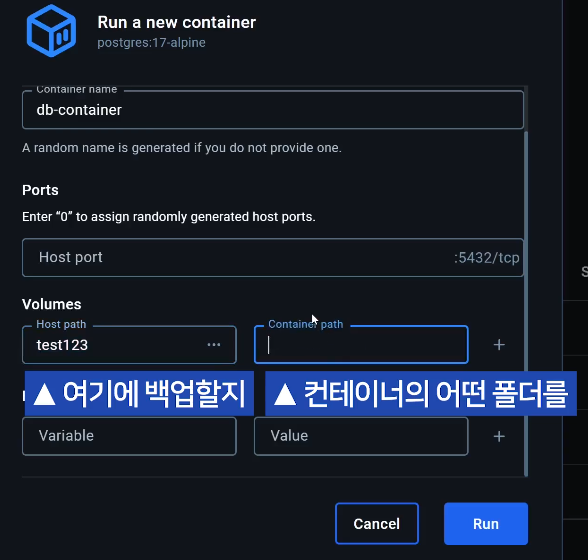 Run a new container
postgres:17-alpine
Container name
db-container
A random name is generated if you do not provide one.
Ports
Enter “0” to assign randomly generated host ports.
Host port :5432/tcp
Volumes
Host path Container path
test123 ··· +
▲ 여기에 백업할지 ▲ 컨테이너의 어떤 폴더를
Variable Value +
Cancel Run